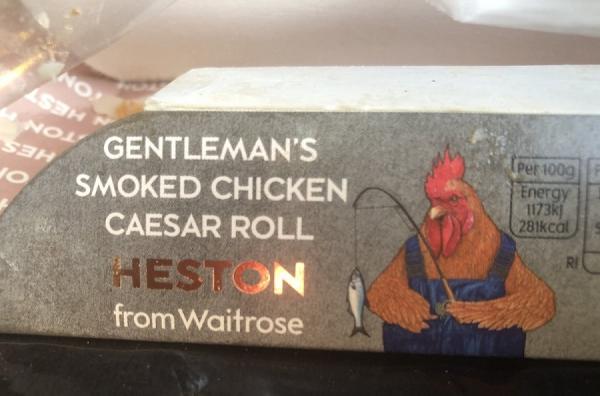 GENTLEMAN'S
SMOKED CHICKEN
CAESAR ROLL
HESTON
from Waitrose
Per 100g
Energy
1173kJ
281kcal
RI